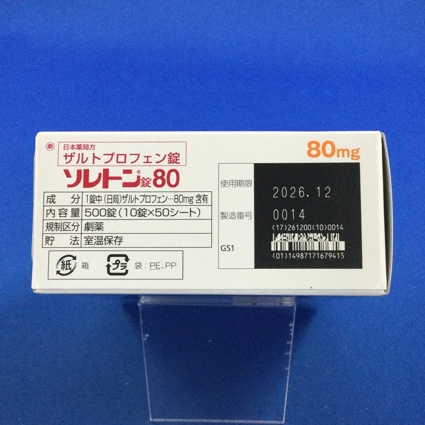 劇
日本薬局方
ザルトプロフェン錠
ソレトン®錠80
成分 1錠中(日局)ザルトプロフェン…80mg含有
内容量 500錠(10錠×50シート)
規制区分 劇薬
貯法 室温保存
紙 箱 プラ 袋:PE、PP
80mg
使用期限 2026.12
製造番号 0014
(17)261200(10)0014
GS1
(01)14987171679415